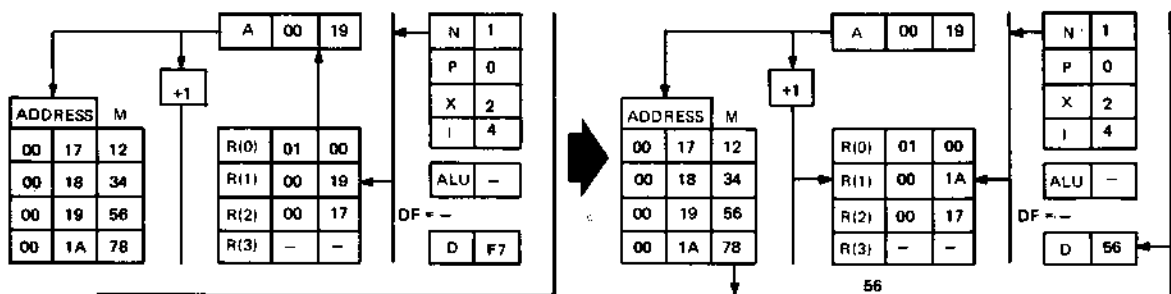 A 00 19
N 1
P 0
X 2
I 4
+1
ADDRESS M
00 17 12
00 18 34
00 19 56
00 1A 78
R(0) 01 00
R(1) 00 19
R(2) 00 17
R(3) – –
ALU –
DF = –
D F7
A 00 19
N 1
P 0
X 2
I 4
+1
ADDRESS M
00 17 12
00 18 34
00 19 56
00 1A 78
R(0) 01 00
R(1) 00 1A
R(2) 00 17
R(3) – –
ALU –
DF = –
D 56
56